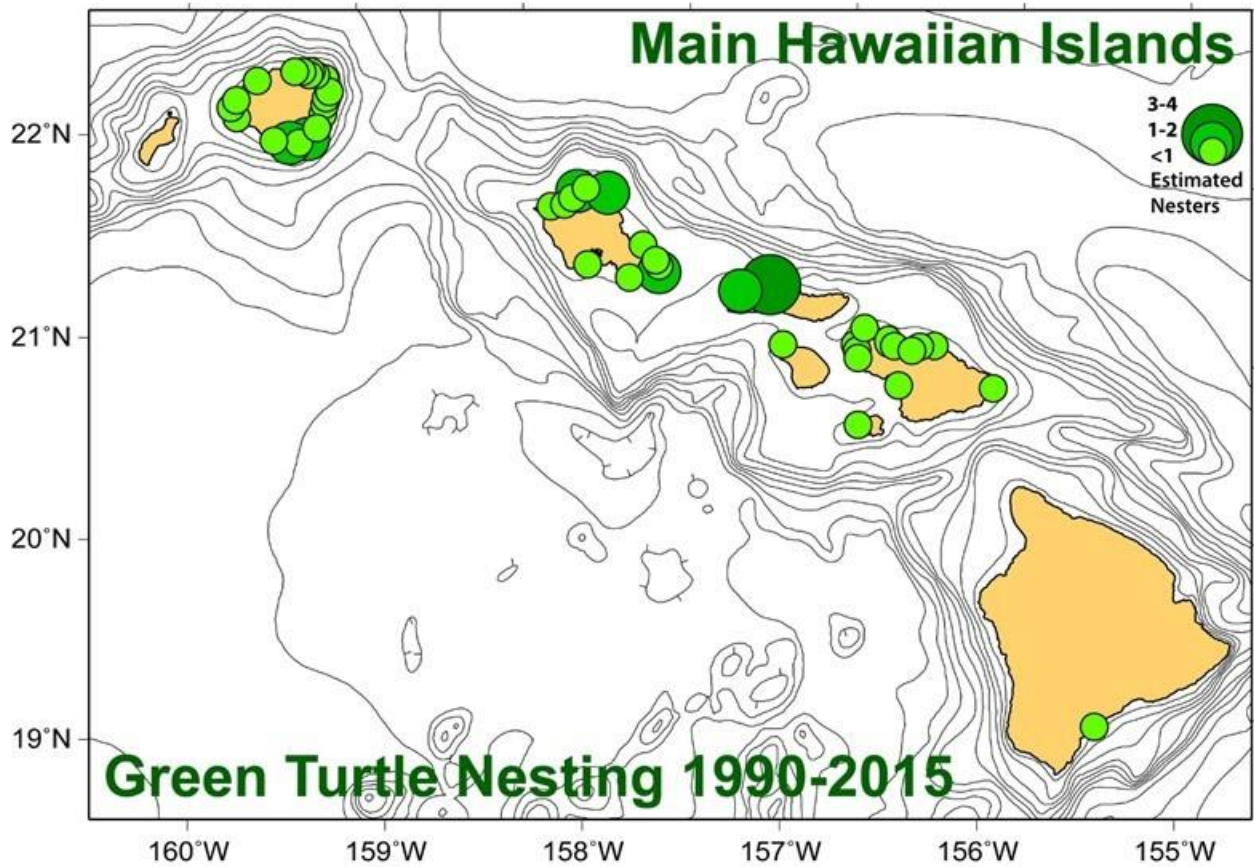 Main Hawaiian Islands
3-4
1-2
<1
Estimated
Nesters
22°N
21°N
20°N
19°N
Green Turtle Nesting 1990-2015
160°W
159°W
158°W
157°W
156°W
155°W